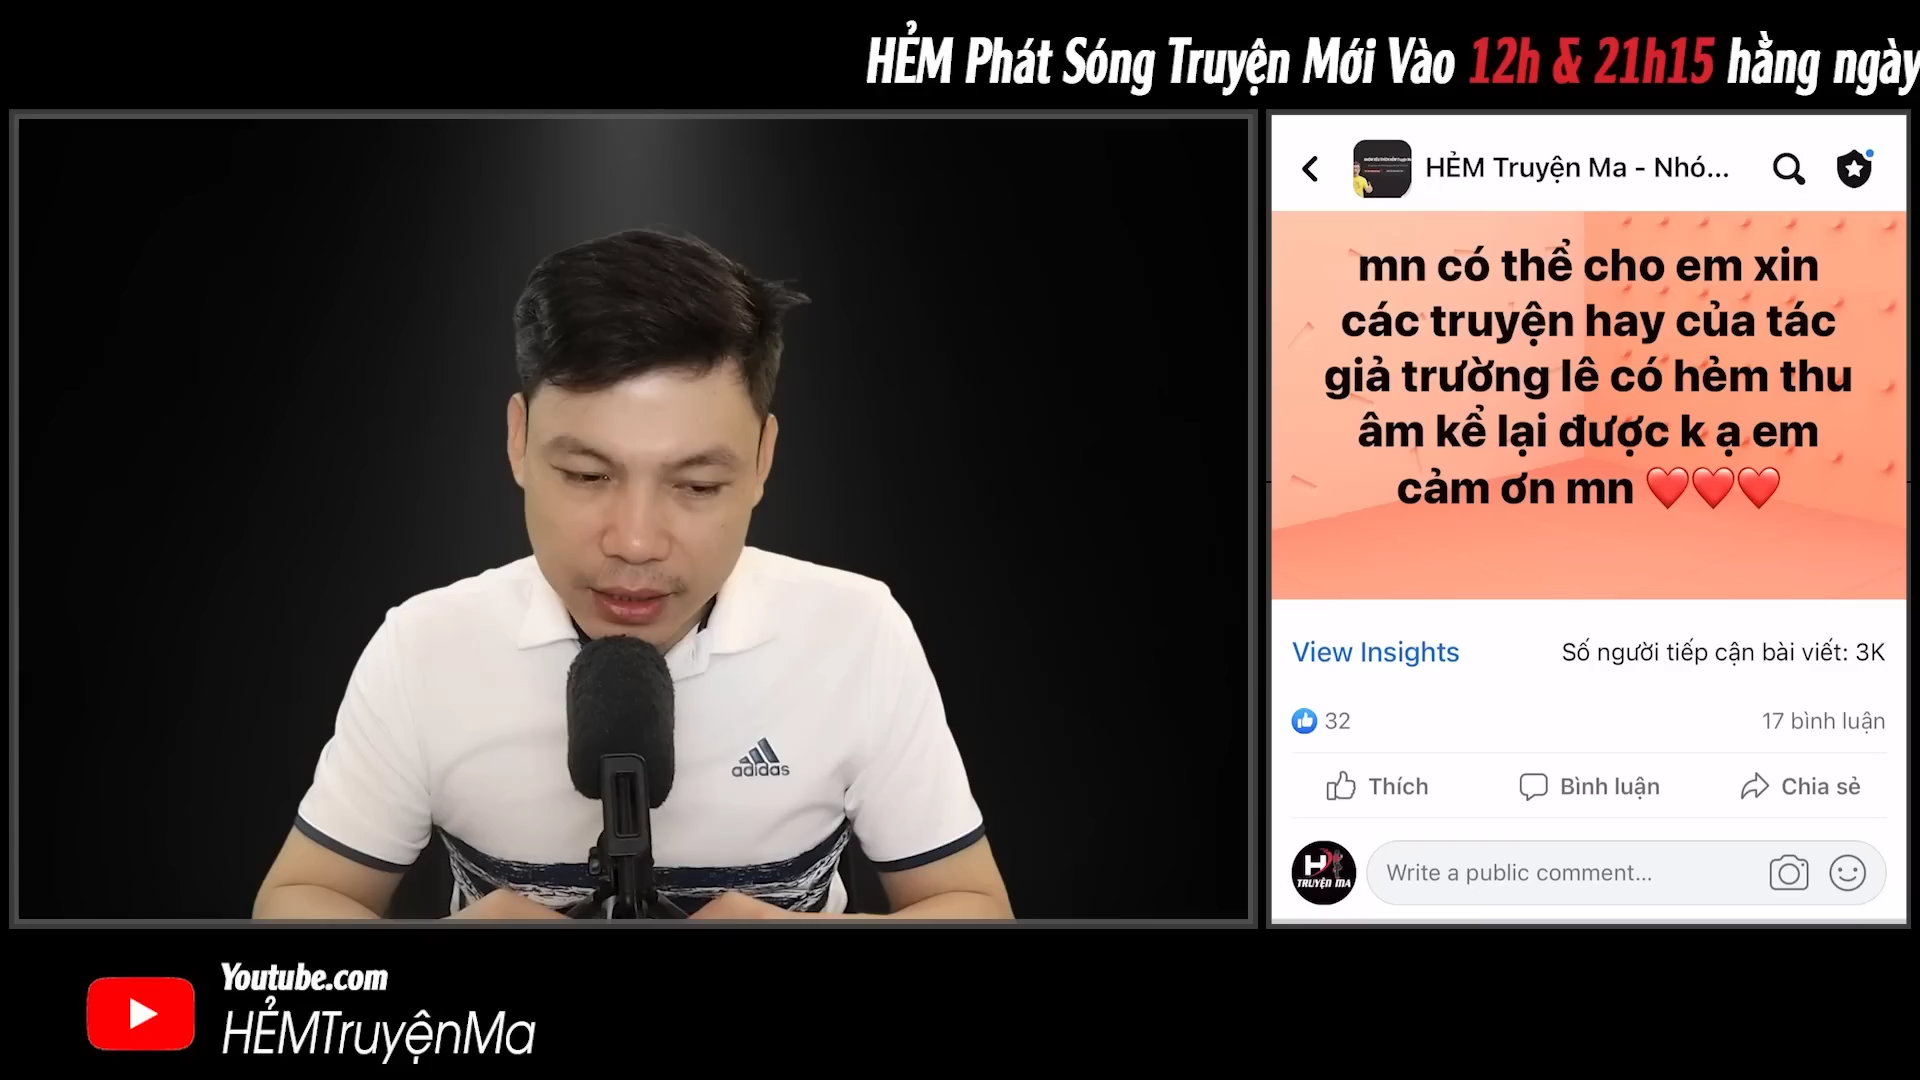 HẺM Phát Sóng Truyện Mới Vào 12h & 21h15 hằng ngày
HẺM Truyện Ma - Nhó...
mn có thể cho em xin
các truyện hay của tác
giả trường lê có hẻm thu
âm kể lại được k ạ em
cảm ơn mn ❤️❤️❤️
View Insights
Số người tiếp cận bài viết: 3K
32
17 bình luận
Thích
Bình luận
Chia sẻ
H
TRUYỆN MA
Write a public comment...
adidas
Youtube.com
HẺMTruyệnMa